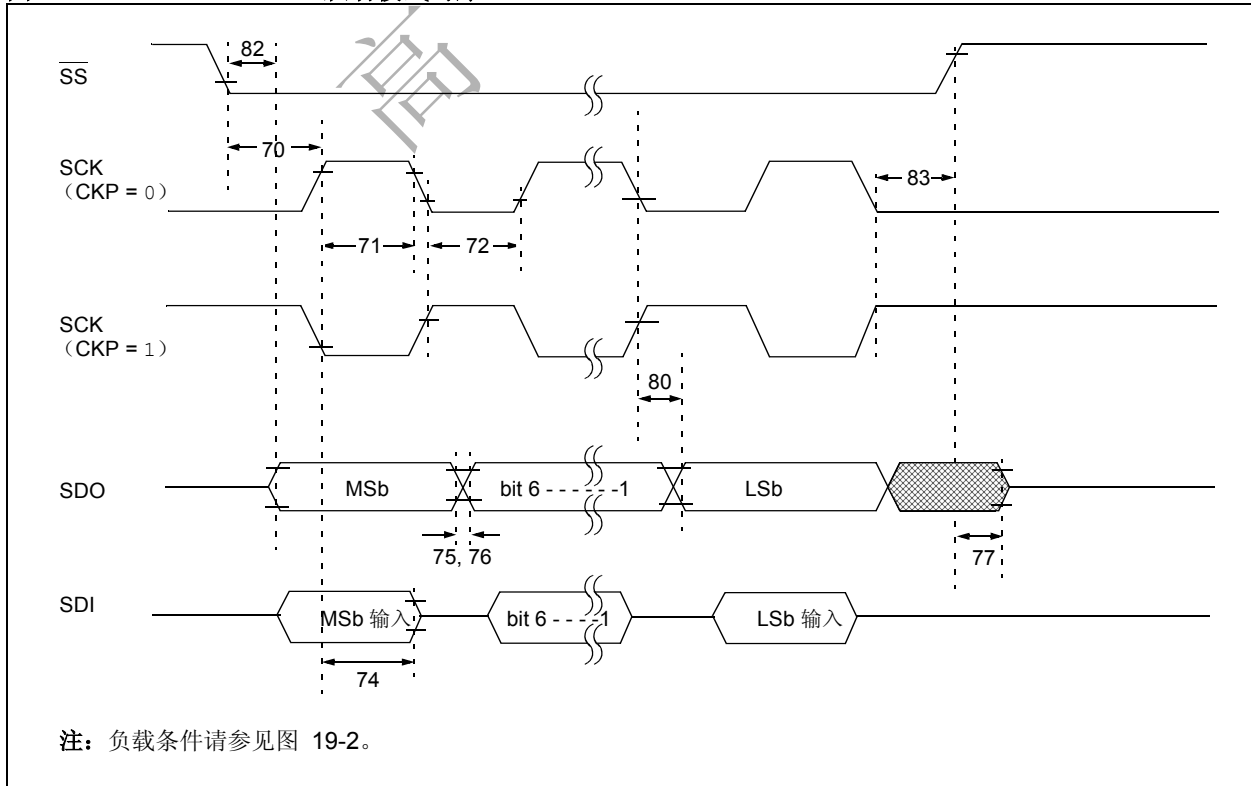 82
SS
高
70
SCK
（CKP = 0）
83
71
72
SCK
（CKP = 1）
80
SDO
MSb
bit 6 - - - - - - -1
LSb
75, 76
77
SDI
MSb 输入
bit 6 - - - -1
LSb 输入
74
注：负载条件请参见图 19-2。